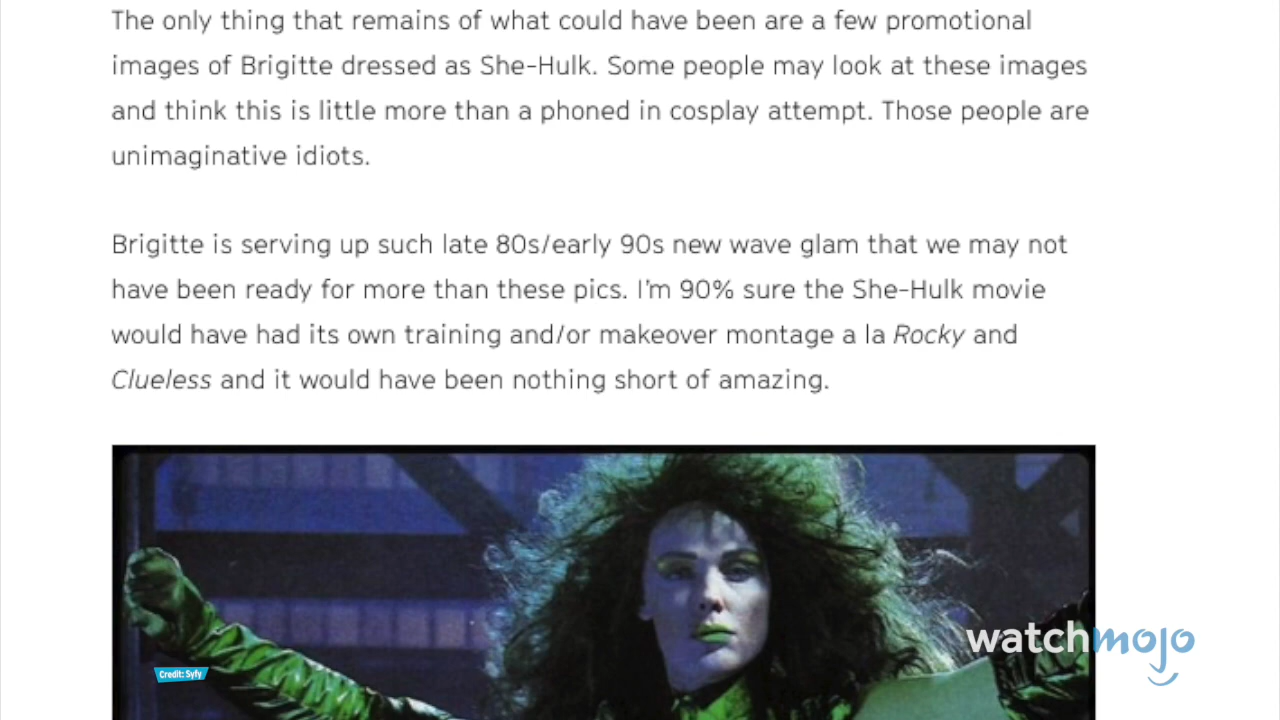 The only thing that remains of what could have been are a few promotional
images of Brigitte dressed as She-Hulk. Some people may look at these images
and think this is little more than a phoned in cosplay attempt. Those people are
unimaginative idiots.
Brigitte is serving up such late 80s/early 90s new wave glam that we may not
have been ready for more than these pics. I'm 90% sure the She-Hulk movie
would have had its own training and/or makeover montage a la Rocky and
Clueless and it would have been nothing short of amazing.
watchmojo
Credit: Syfy